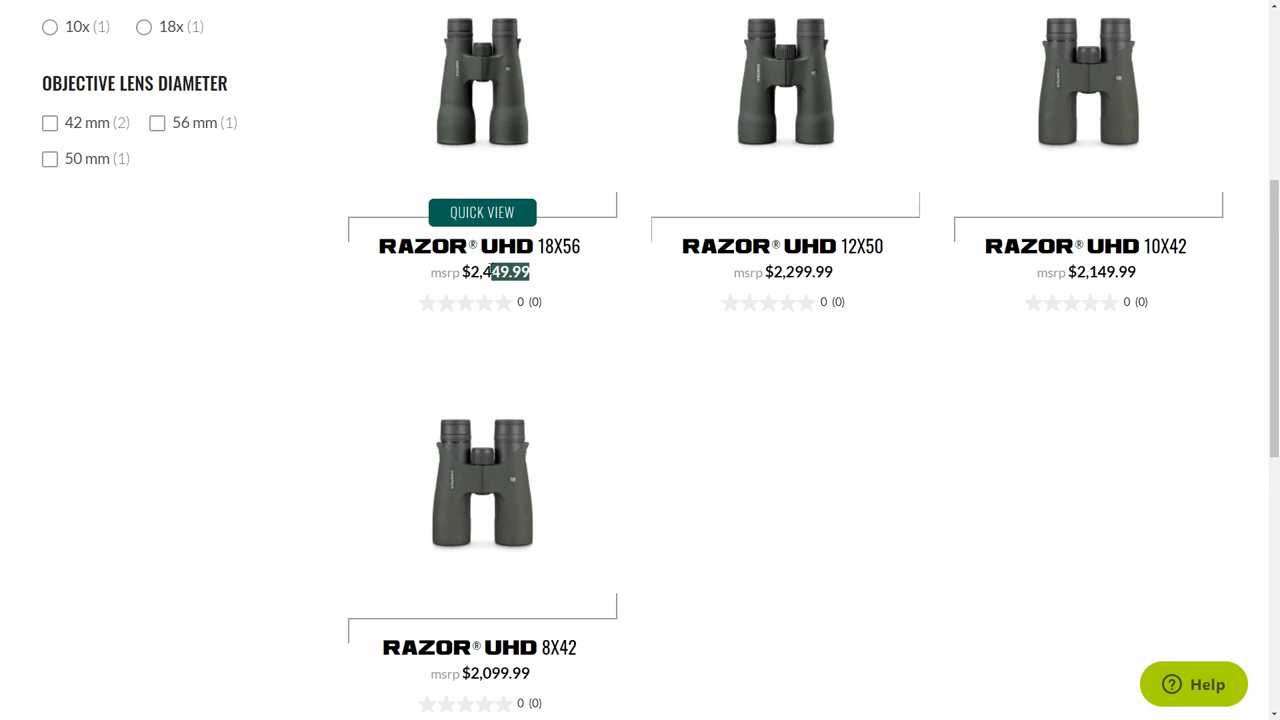 10x (1) 18x (1)
OBJECTIVE LENS DIAMETER
42 mm (2) 56 mm (1)
50 mm (1)
QUICK VIEW
RAZOR® UHD 18X56
msrp $2,449.99
0 (0)
RAZOR® UHD 12X50
msrp $2,299.99
0 (0)
RAZOR® UHD 10X42
msrp $2,149.99
0 (0)
RAZOR® UHD 8X42
msrp $2,099.99
0 (0)
Help